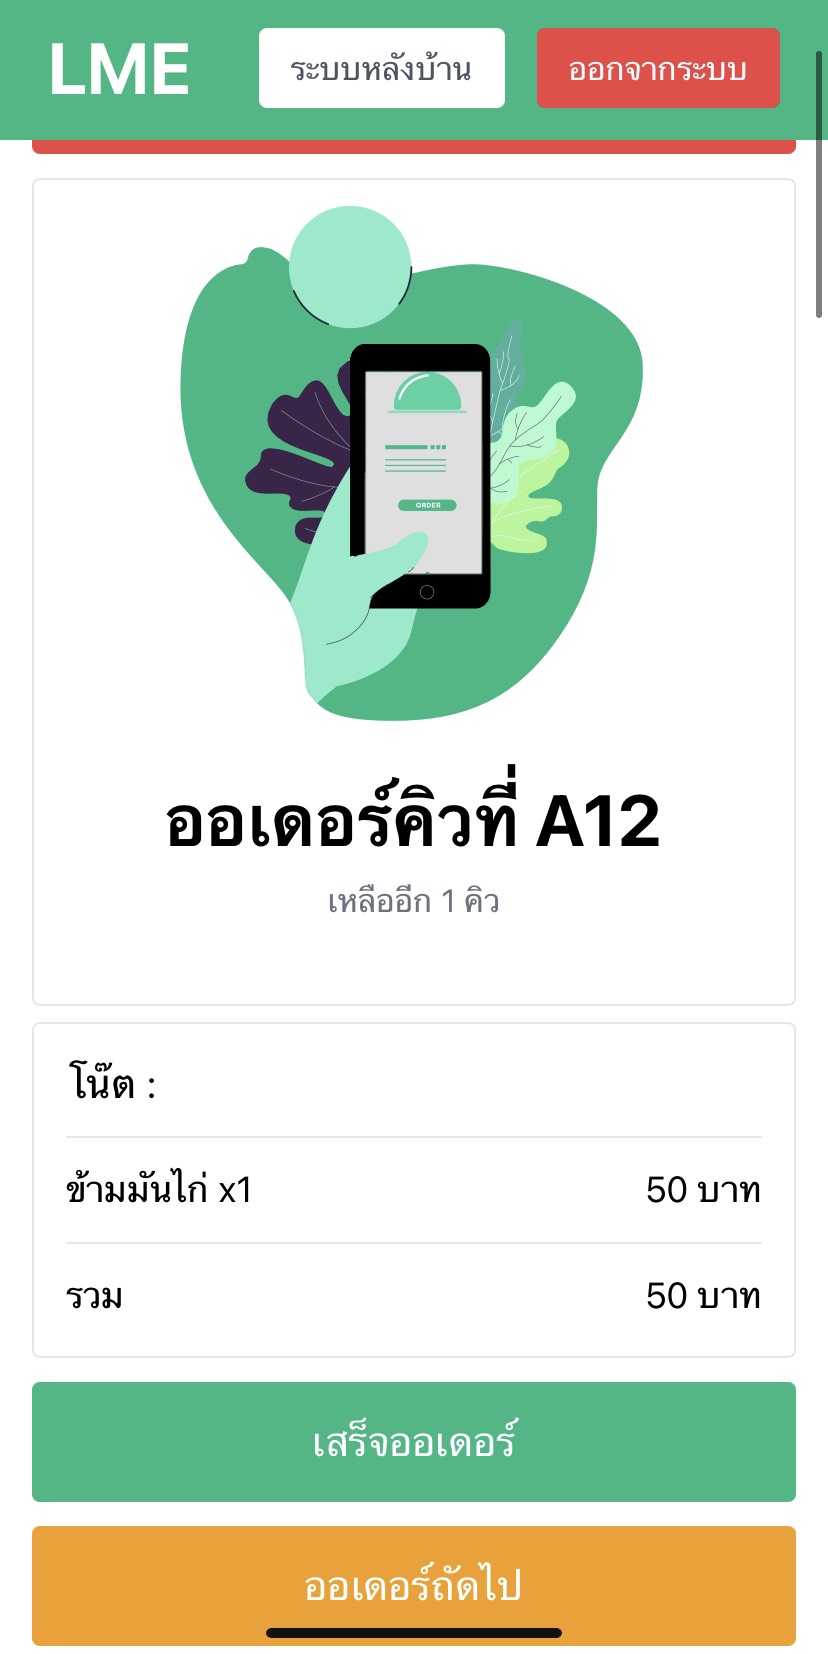 LME
ระบบหลังบ้าน
ออกจากระบบ
ORDER
ออเดอร์คิวที่ A12
เหลืออีก 1 คิว
โน๊ต :
ข้ามมันไก่ x1
50 บาท
รวม
50 บาท
เสร็จออเดอร์
ออเดอร์ถัดไป